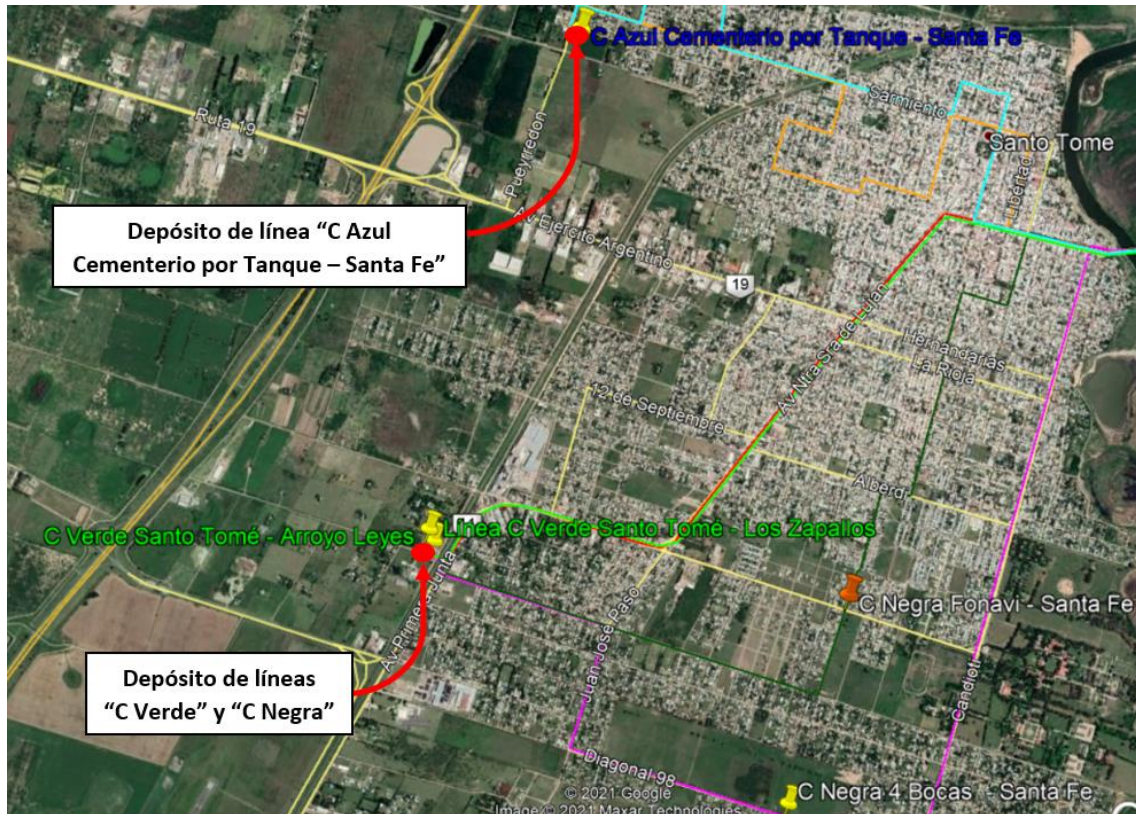 C Azul Cementerio por Tanque - Santa Fe
Ruta 19
Pueyrredon
Sarmiento
Santo Tome
Libertad
Depósito de línea “C Azul
Cementerio por Tanque – Santa Fe”
Av. Ejército Argentino
19
Hernandarias
La Rioja
Av Ntra Sra de Luján
12 de Septiembre
Alberdi
C Verde Santo Tomé - Arroyo Leyes
Línea C Verde Santo Tomé - Los Zapallos
Av Primera Junta
Juan José Paso
C Negra Fonavi - Santa Fe
Candioti
Depósito de líneas
“C Verde” y “C Negra”
Diagonal 98
C Negra 4 Bocas - Santa Fe
© 2021 Google
Image © 2021 Maxar Technologies